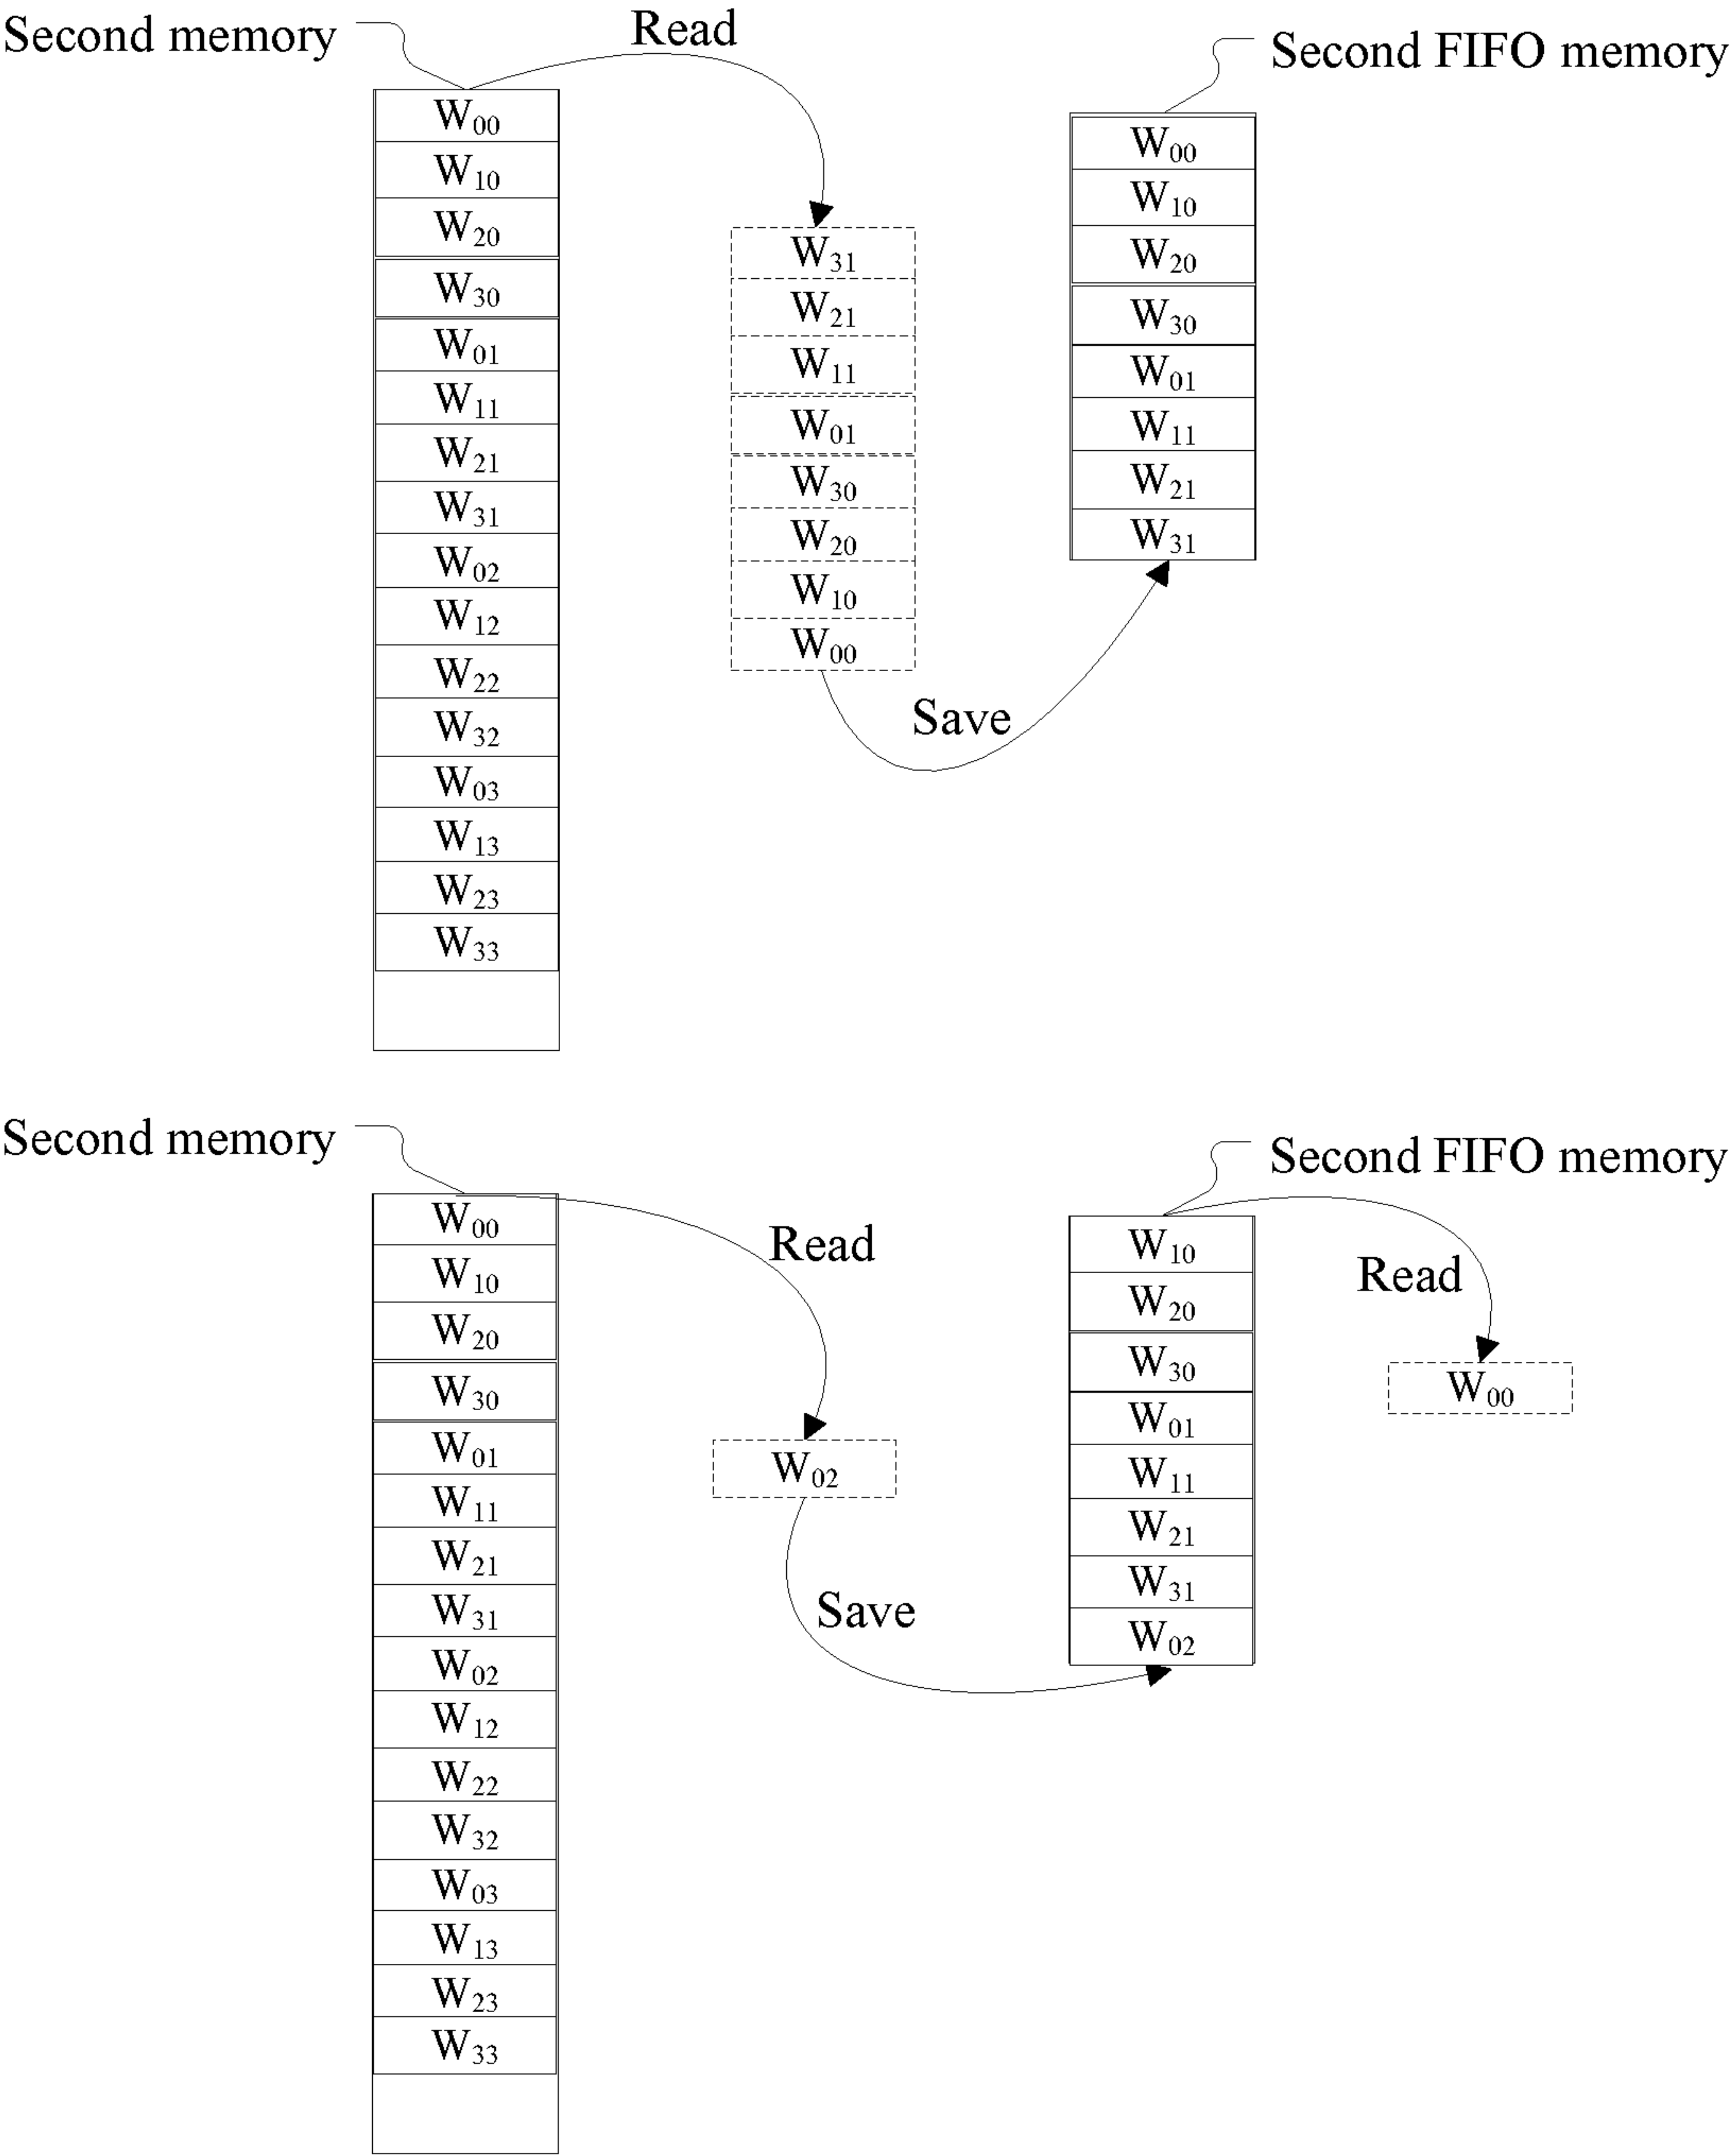 Second memory
Read
Second FIFO memory
W₀₀
W₁₀
W₂₀
W₃₀
W₀₁
W₁₁
W₂₁
W₃₁
W₀₂
W₁₂
W₂₂
W₃₂
W₀₃
W₁₃
W₂₃
W₃₃
W₃₁
W₂₁
W₁₁
W₀₁
W₃₀
W₂₀
W₁₀
W₀₀
Save
W₀₀
W₁₀
W₂₀
W₃₀
W₀₁
W₁₁
W₂₁
W₃₁
Second memory
Second FIFO memory
W₀₀
W₁₀
W₂₀
W₃₀
W₀₁
W₁₁
W₂₁
W₃₁
W₀₂
W₁₂
W₂₂
W₃₂
W₀₃
W₁₃
W₂₃
W₃₃
Read
W₀₂
Save
W₁₀
W₂₀
W₃₀
W₀₁
W₁₁
W₂₁
W₃₁
W₀₂
Read
W₀₀